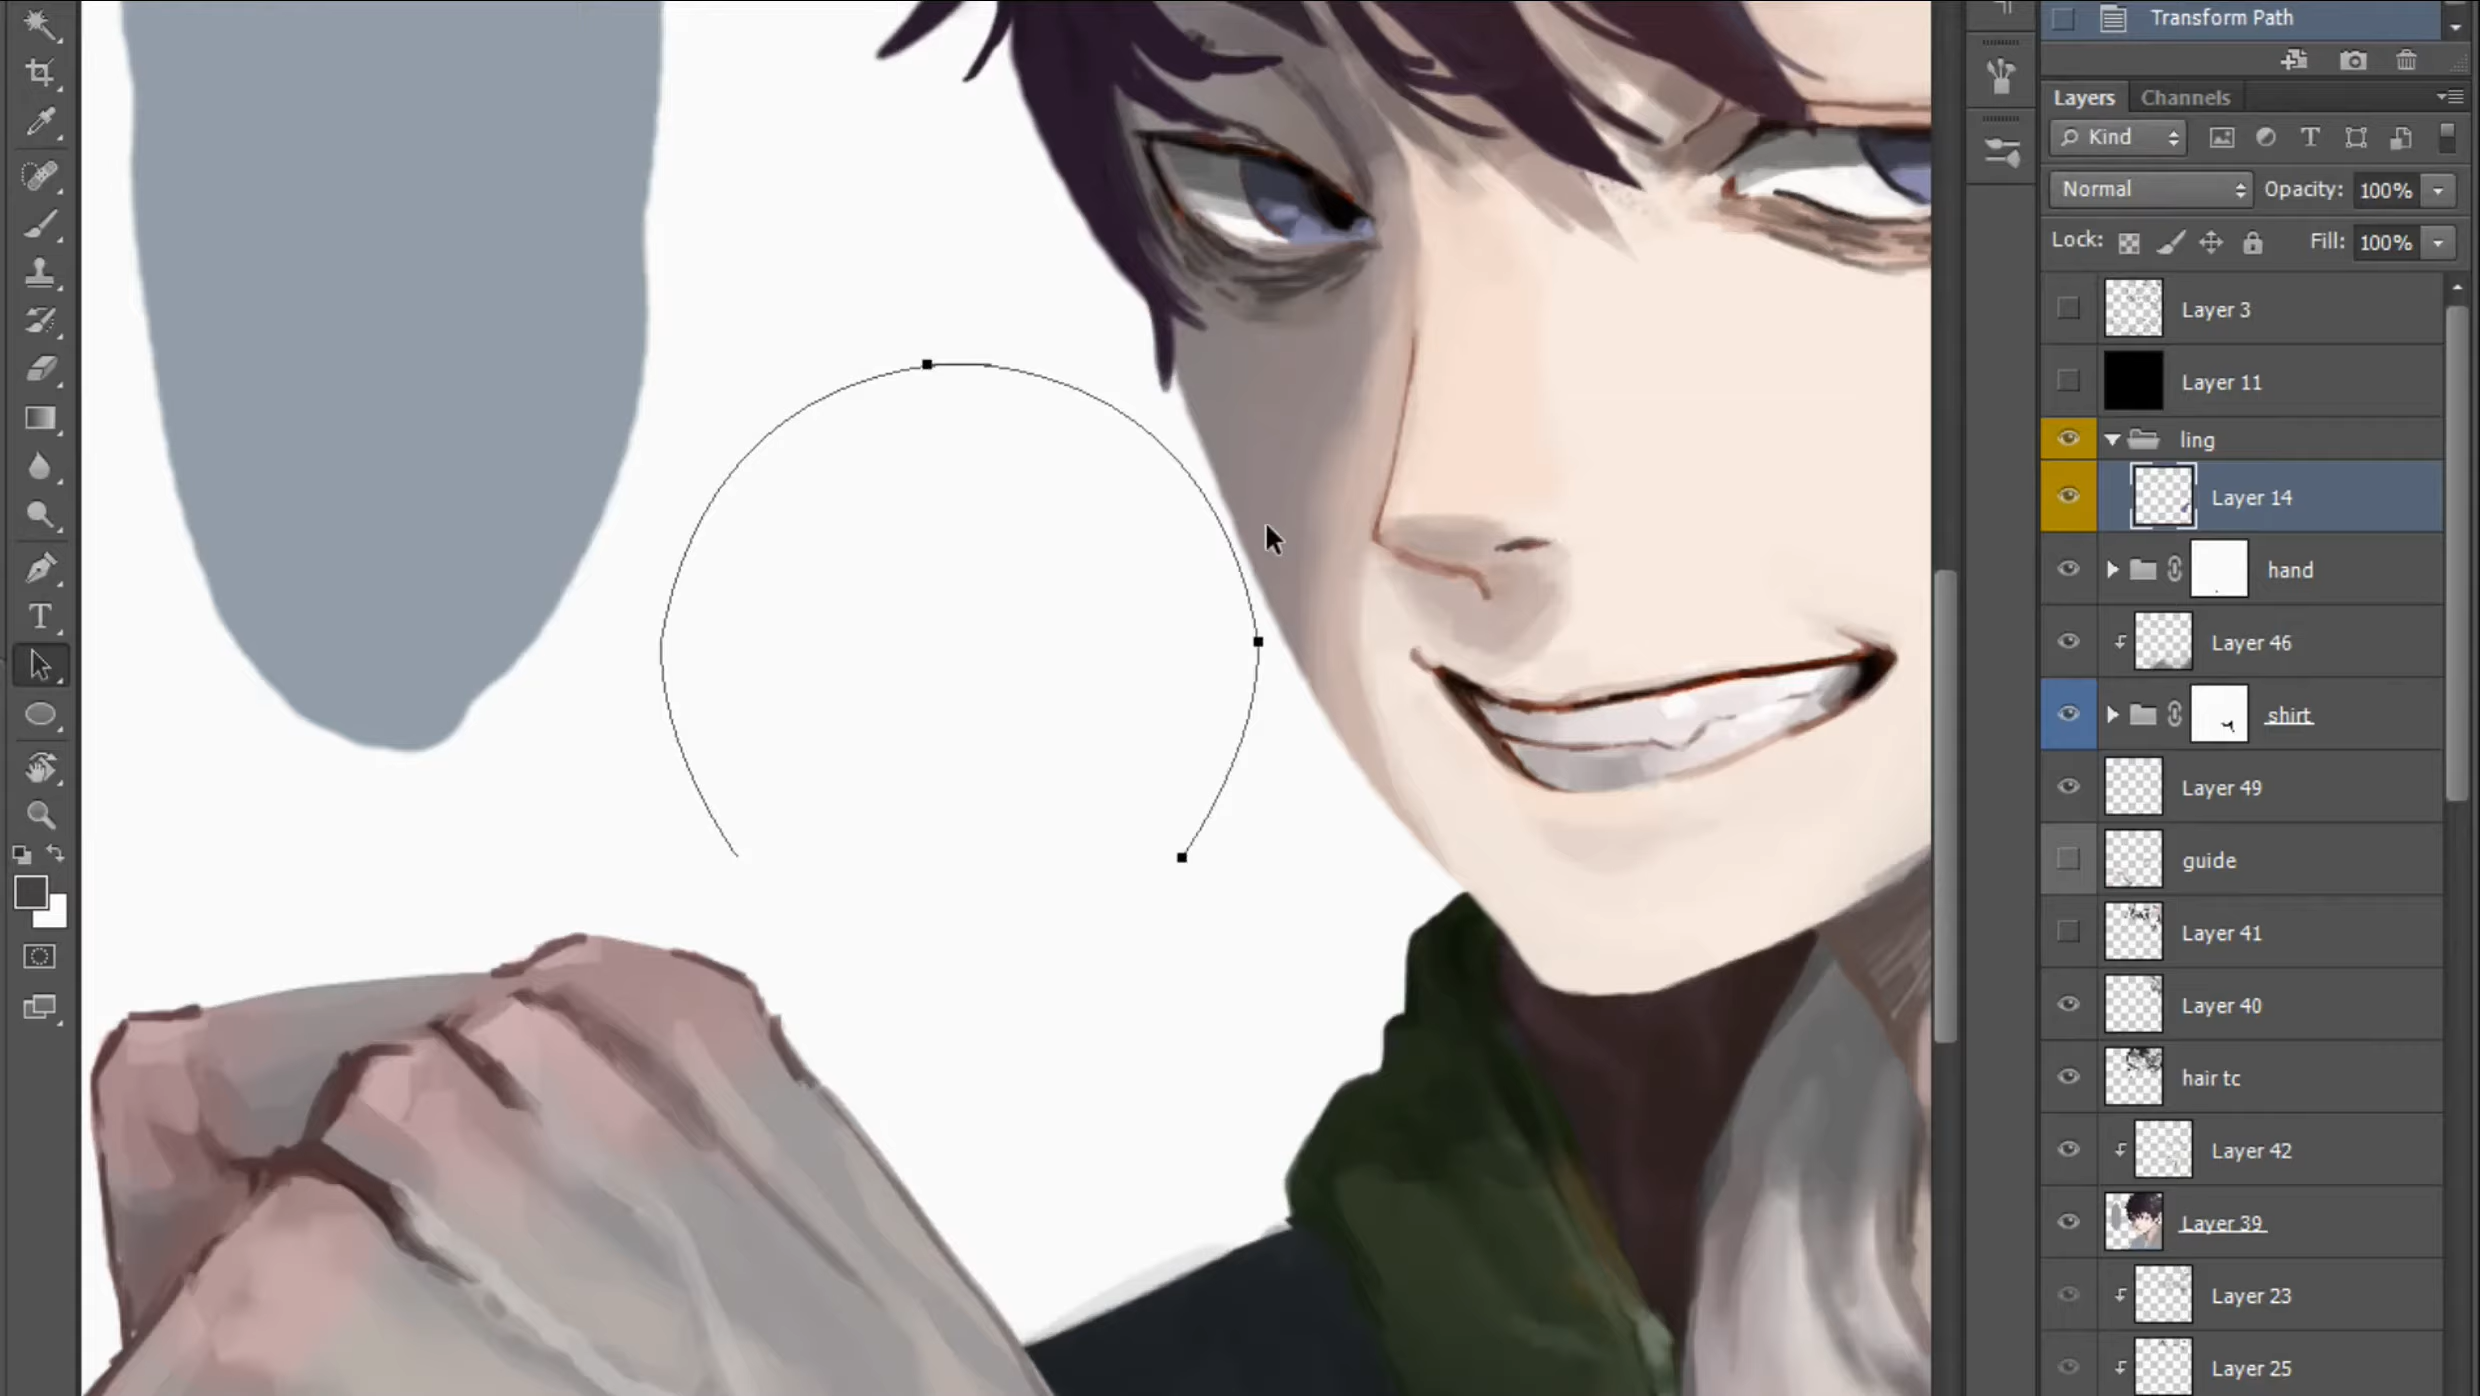 Transform Path
Layers Channels
Kind
T
Normal Opacity: 100%
Lock: Fill: 100%
Layer 3
Layer 11
ling
Layer 14
hand
Layer 46
shirt
Layer 49
guide
Layer 41
Layer 40
hair tc
Layer 42
Layer 39
Layer 23
Layer 25
T